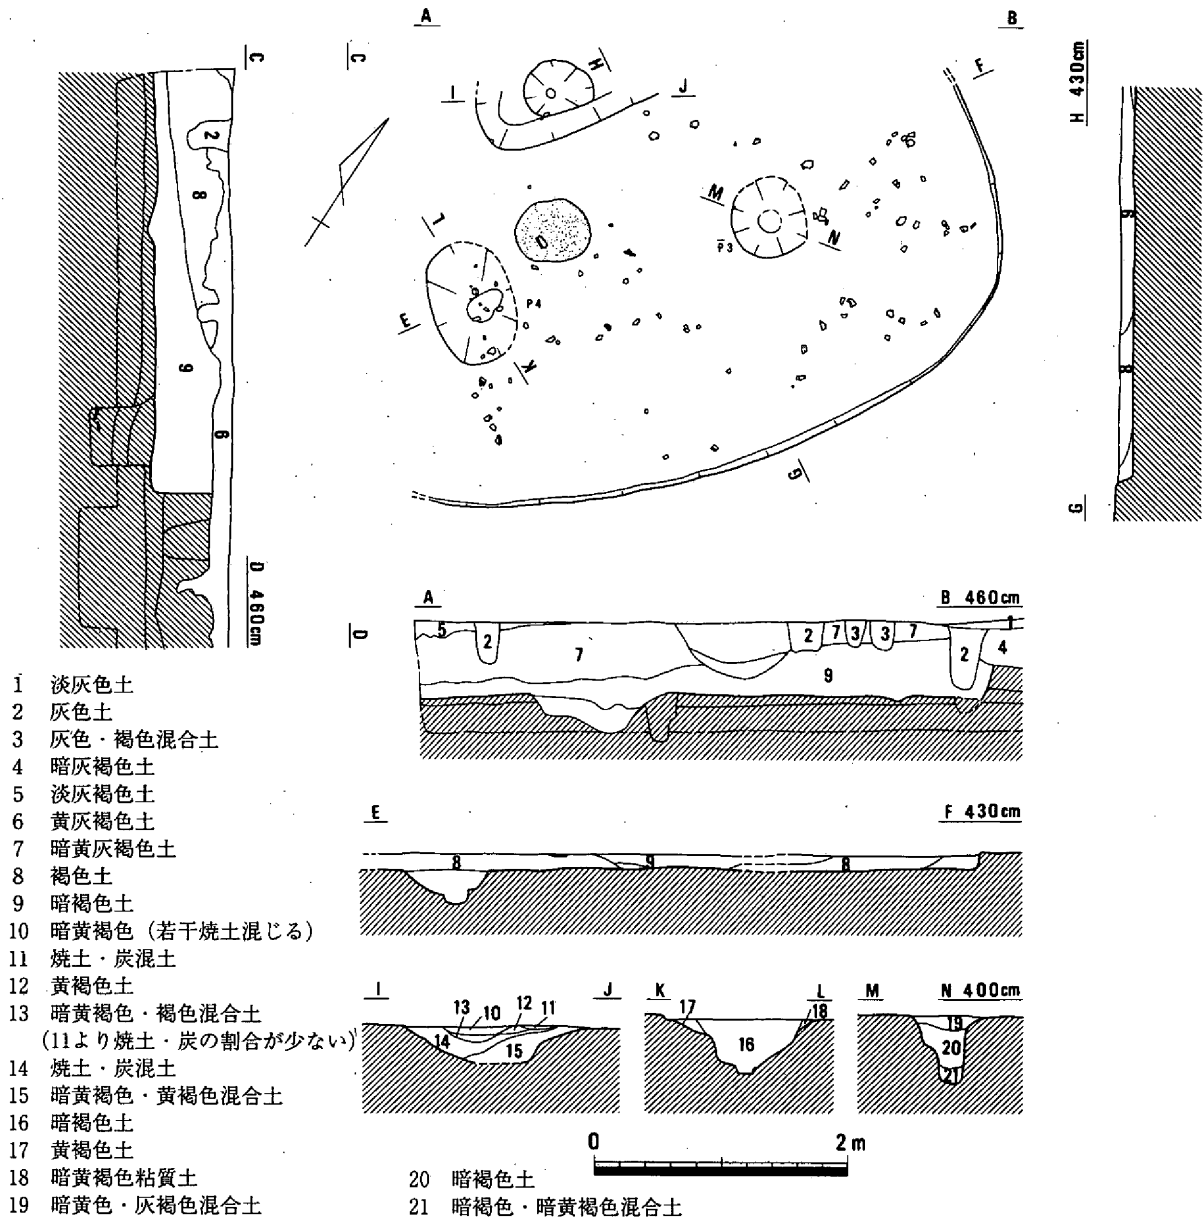 A
B
C
C
H
F
I
J
H 430cm
2
8
M
N
P3
L
E
P4
K
9
6
6
8
G
G
D 460cm
D
A
B 460cm
5
2
7
2
7
3
3
7
2
1
4
9
E
F 430cm
8
9
8
I
J
K
L
M
N 400cm
13
10
12
11
14
15
17
18
16
19
20
21
0
2m
1 淡灰色土
2 灰色土
3 灰色・褐色混合土
4 暗灰褐色土
5 淡灰褐色土
6 黄灰褐色土
7 暗黄灰褐色土
8 褐色土
9 暗褐色土
10 暗黄褐色(若干焼土混じる)
11 焼土・炭混土
12 黄褐色土
13 暗黄褐色・褐色混合土
(11より焼土・炭の割合が少ない)
14 焼土・炭混土
15 暗黄褐色・黄褐色混合土
16 暗褐色土
17 黄褐色土
18 暗黄褐色粘質土
19 暗黄色・灰褐色混合土
20 暗褐色土
21 暗褐色・暗黄褐色混合土